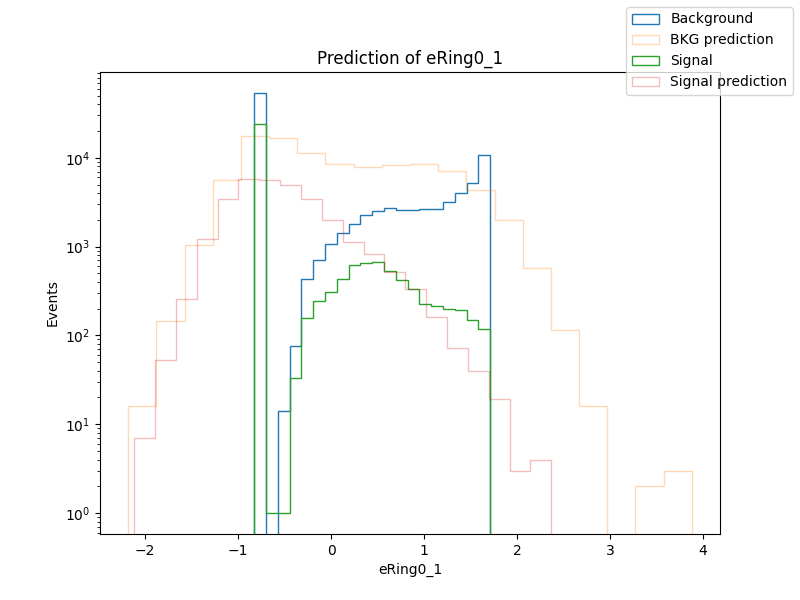 Background
BKG prediction
Signal
Signal prediction
Prediction of eRing0_1
10⁴
10³
10²
10¹
10⁰
Events
−2
−1
0
1
2
3
4
eRing0_1